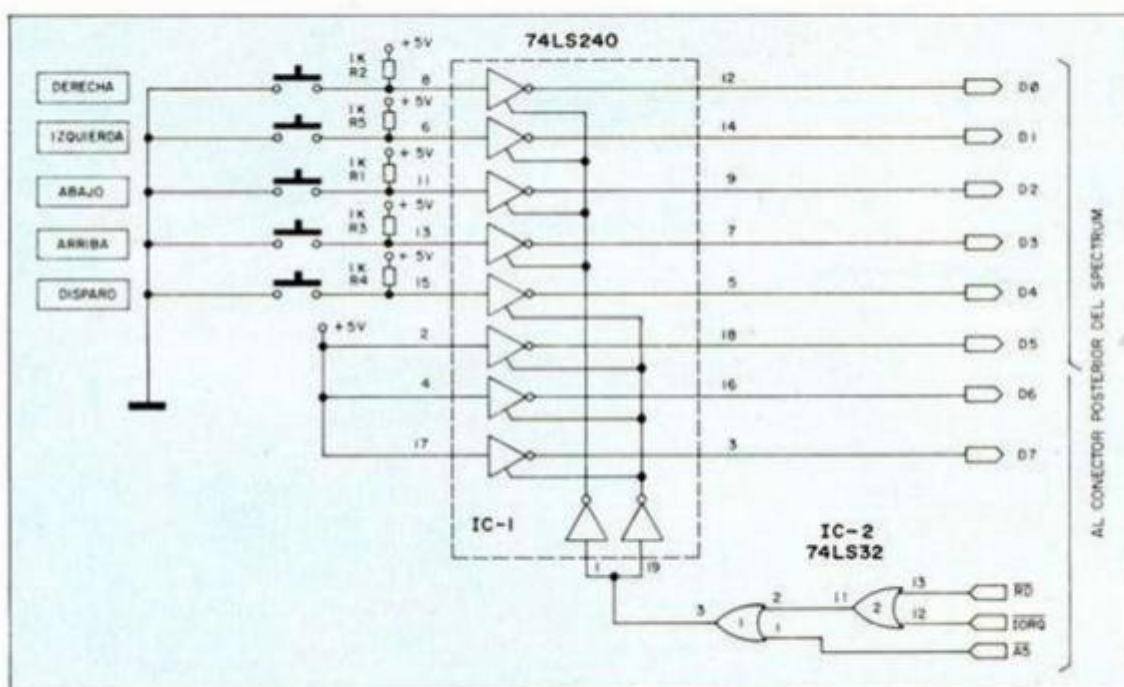 74LS240
+5V
1K
R2
DERECHA
8
12
D0
+5V
1K
R5
IZQUIERDA
6
14
D1
+5V
1K
R1
ABAJO
11
9
D2
+5V
1K
R3
ARRIBA
13
7
D3
+5V
1K
R4
DISPARO
15
5
D4
+5V
2
18
D5
4
16
D6
17
3
D7
AL CONECTOR POSTERIOR DEL SPECTRUM
IC-1
IC-2
74LS32
1
19
13
R̅D̅
3
2
11
1
2
12
I̅O̅R̅Q̅
1
A̅5̅